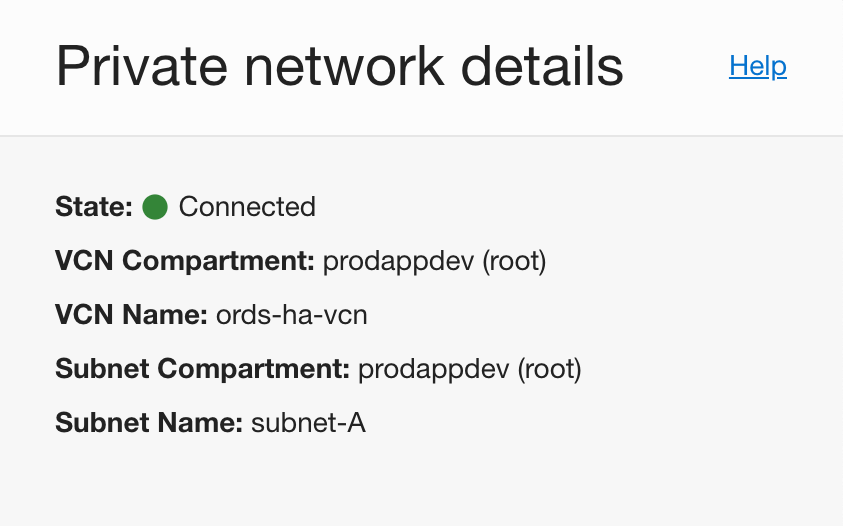 Private network details
Help
State: Connected
VCN Compartment: prodappdev (root)
VCN Name: ords-ha-vcn
Subnet Compartment: prodappdev (root)
Subnet Name: subnet-A